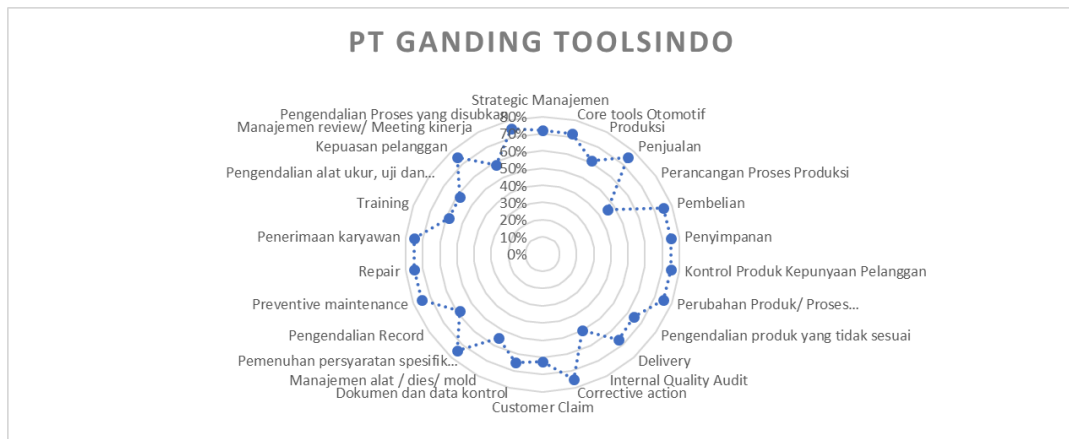 PT GANDING TOOLSINDO
Strategic Manajemen
Core tools Otomotif
Produksi
Penjualan
Perancangan Proses Produksi
Pembelian
Penyimpanan
Kontrol Produk Kepunyaan Pelanggan
Perubahan Produk/ Proses...
Pengendalian produk yang tidak sesuai
Delivery
Internal Quality Audit
Corrective action
Customer Claim
Dokumen dan data kontrol
Manajemen alat / dies/ mold
Pemenuhan persyaratan spesifik...
Pengendalian Record
Preventive maintenance
Repair
Penerimaan karyawan
Training
Pengendalian alat ukur, uji dan...
Kepuasan pelanggan
Manajemen review/ Meeting kinerja
Pengendalian Proses yang disubkan
80%
70%
60%
50%
40%
30%
20%
10%
0%